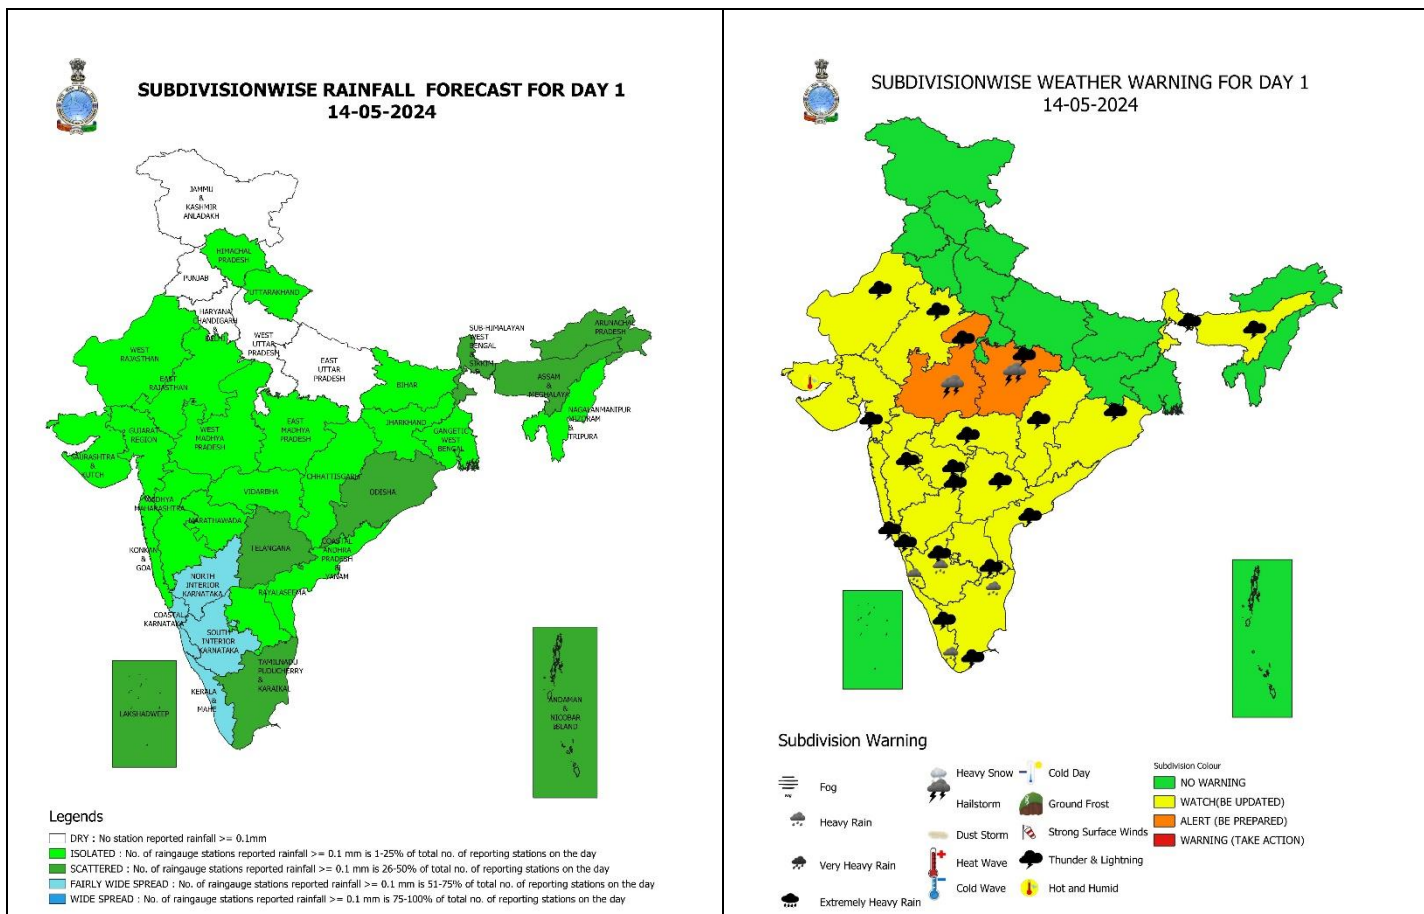 SUBDIVISIONWISE RAINFALL FORECAST FOR DAY 1
14-05-2024
JAMMU
&
KASHMIR
ANLADAKH
HIMACHAL
PRADESH
PUNJAB
UTTARAKHAND
HARYANA
CHANDIGARH
&
DELHI
WEST
UTTAR
PRADESH
EAST
UTTAR
PRADESH
WEST
RAJASTHAN
EAST
RAJASTHAN
SUB-HIMALAYAN
WEST
BENGAL
&
SIKKIM
ARUNACHAL
PRADESH
ASSAM
&
MEGHALAYA
NAGALANMANIPUR
MIZORAM
&
TRIPURA
BIHAR
JHARKHAND
GANGETIC
WEST
BENGAL
GUJARAT
REGION
WEST
MADHYA
PRADESH
EAST
MADHYA
PRADESH
SAURASHTRA
&
KUTCH
CHHATTISGARH
ODISHA
VIDARBHA
MADHYA
MAHARASHTRA
MARATHAWADA
TELANGANA
COASTAL
ANDHRA
PRADESH
&
YANAM
KONKAN
&
GOA
NORTH
INTERIOR
KARNATAKA
RAYALASEEMA
COASTAL
KARNATAKA
SOUTH
INTERIOR
KARNATAKA
TAMILNADU
PUDUCHERRY
&
KARAIKAL
KERALA
&
MAHE
LAKSHADWEEP
ANDAMAN
&
NICOBAR
ISLAND
Legends
DRY : No station reported rainfall >= 0.1mm
ISOLATED : No. of raingauge stations reported rainfall >= 0.1 mm is 1-25% of total no. of reporting stations on the day
SCATTERED : No. of raingauge stations reported rainfall >= 0.1 mm is 26-50% of total no. of reporting stations on the day
FAIRLY WIDE SPREAD : No. of raingauge stations reported rainfall >= 0.1 mm is 51-75% of total no. of reporting stations on the day
WIDE SPREAD : No. of raingauge stations reported rainfall >= 0.1 mm is 75-100% of total no. of reporting stations on the day
SUBDIVISIONWISE WEATHER WARNING FOR DAY 1
14-05-2024
Subdivision Warning
Fog
Heavy Rain
Very Heavy Rain
Extremely Heavy Rain
Heavy Snow
Hailstorm
Dust Storm
Heat Wave
Cold Wave
Cold Day
Ground Frost
Strong Surface Winds
Thunder & Lightning
Hot and Humid
Subdivision Colour
NO WARNING
WATCH(BE UPDATED)
ALERT (BE PREPARED)
WARNING (TAKE ACTION)